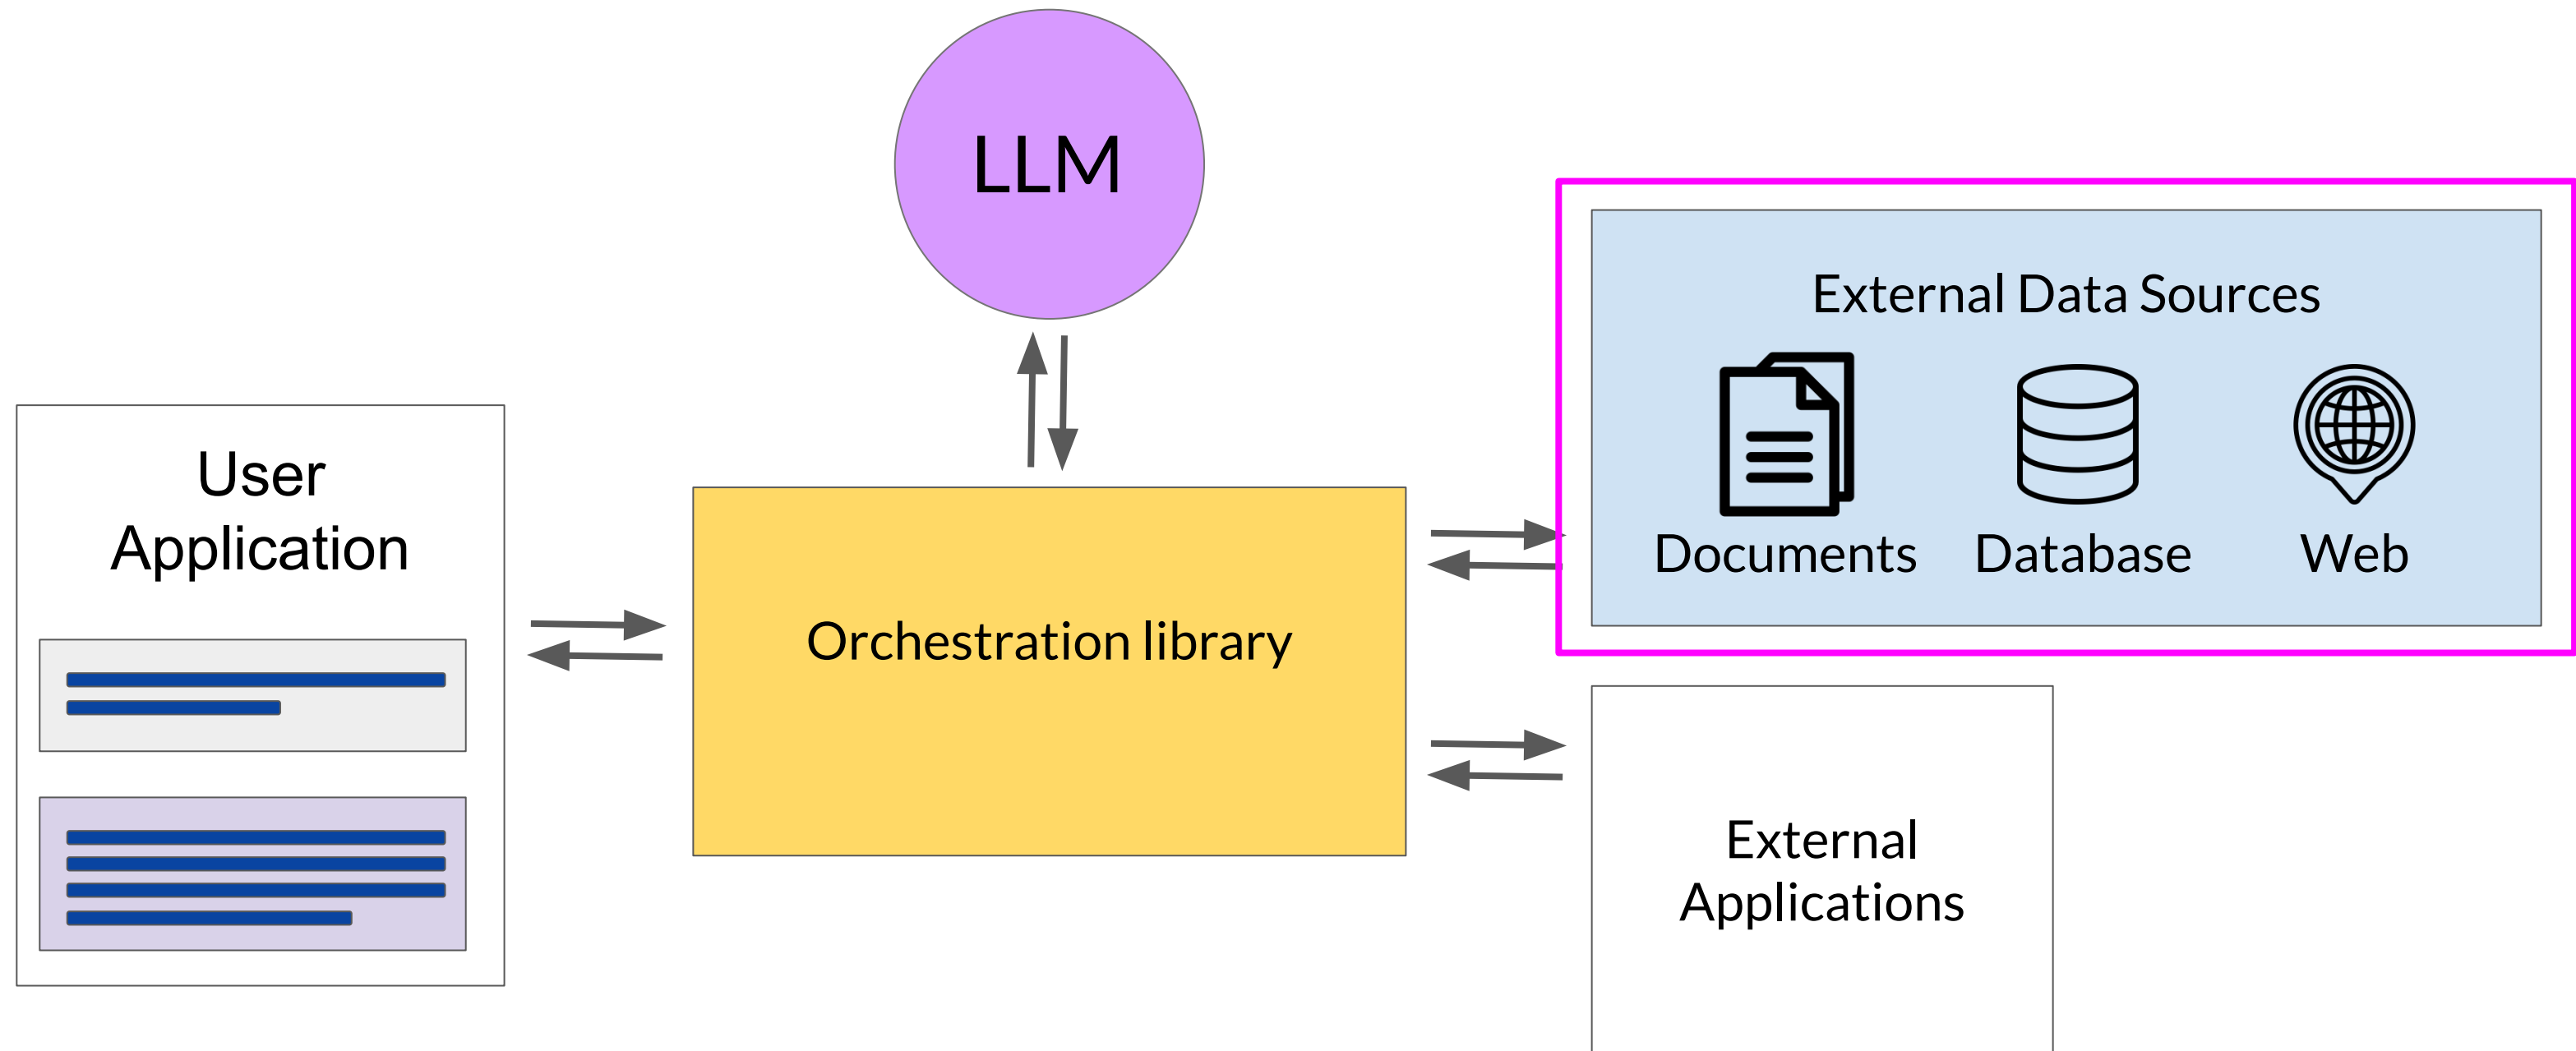 LLM
User
Application
Orchestration library
External Data Sources
Documents
Database
Web
External
Applications